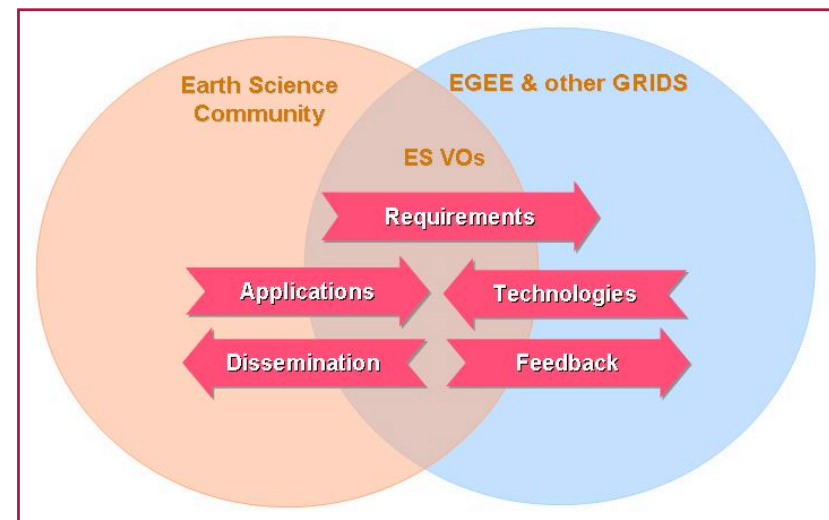 Earth Science
Community
EGEE & other GRIDS
ES VOs
Requirements
Applications
Technologies
Dissemination
Feedback